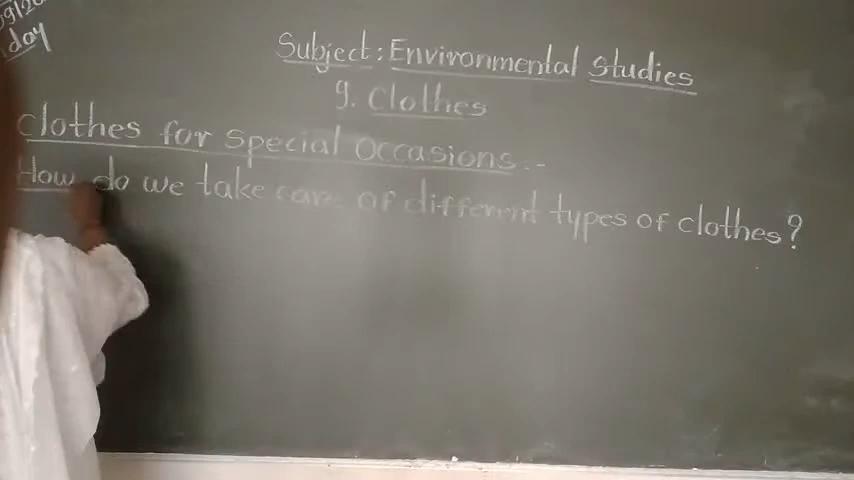 day
Subject: Environmental Studies
9. Clothes
Clothes for special occasions:-
How do we take care of different types of clothes?